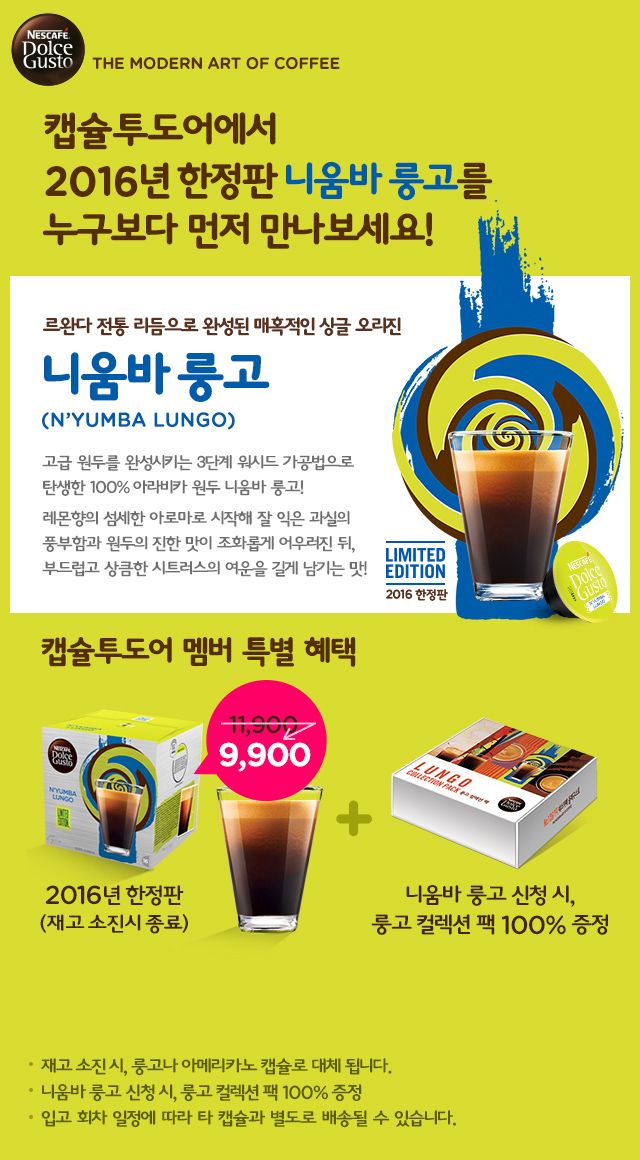 NESCAFÉ
Dolce
Gusto
THE MODERN ART OF COFFEE
캡슐투도어에서
2016년 한정판 니움바 룽고를
누구보다 먼저 만나보세요!
르완다 전통 리듬으로 완성된 매혹적인 싱글 오리진
니움바 룽고
(N'YUMBA LUNGO)
고급 원두를 완성시키는 3단계 워시드 가공법으로
탄생한 100% 아라비카 원두 니움바 룽고!
레몬향의 섬세한 아로마로 시작해 잘 익은 과실의
풍부함과 원두의 진한 맛이 조화롭게 어우러진 뒤,
부드럽고 상큼한 시트러스의 여운을 길게 남기는 맛!
LIMITED
EDITION
2016 한정판
NESCAFÉ
Dolce
Gusto
N'YUMBA
LUNGO
캡슐투도어 멤버 특별 혜택
11,900
9,900
NESCAFÉ
Dolce
Gusto
N'YUMBA
LUNGO
LUNGO
COLLECTION PACK 룽고 컬렉션 팩
Dolce
Gusto
2016년 한정판
(재고 소진시 종료)
니움바 룽고 신청 시,
룽고 컬렉션 팩 100% 증정
· 재고 소진 시, 룽고나 아메리카노 캡슐로 대체 됩니다.
· 니움바 룽고 신청 시, 룽고 컬렉션 팩 100% 증정
· 입고 회차 일정에 따라 타 캡슐과 별도로 배송될 수 있습니다.